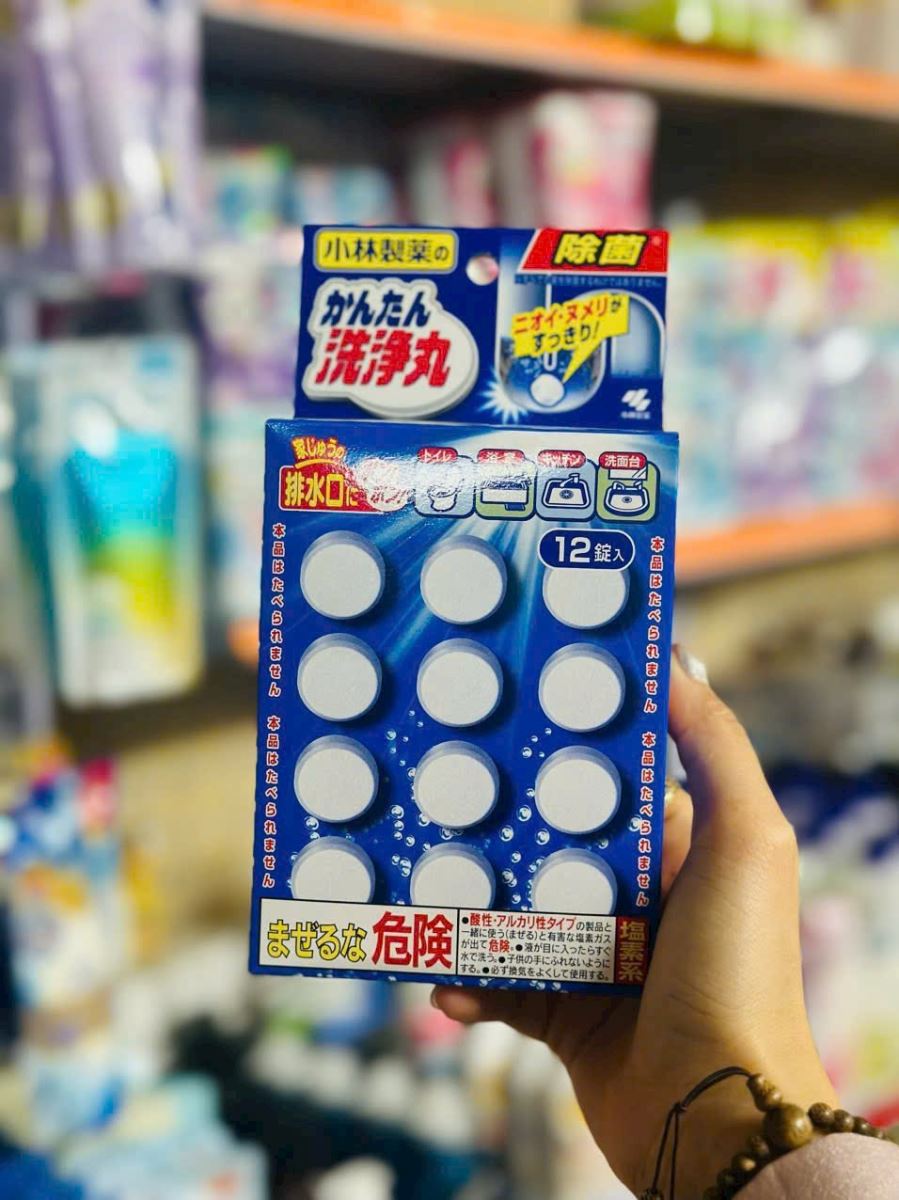 小林製薬の
除菌
かんたん
洗浄丸
ニオイ・ヌメリが
すっきり!
小林製薬
家じゅうの
排水口に
トイレ
浴室
キッチン
洗面台
12錠入
本品はたべられません
本品はたべられません
本品はたべられません
本品はたべられません
まぜるな
危険
●酸性・アルカリ性タイプの製品と
一緒に使う(まぜる)と有害な塩素ガス
が出て危険。●液が目に入ったらすぐ
水で洗う。●子供の手にふれないように
する。●必ず換気をよくして使用する。
塩素系